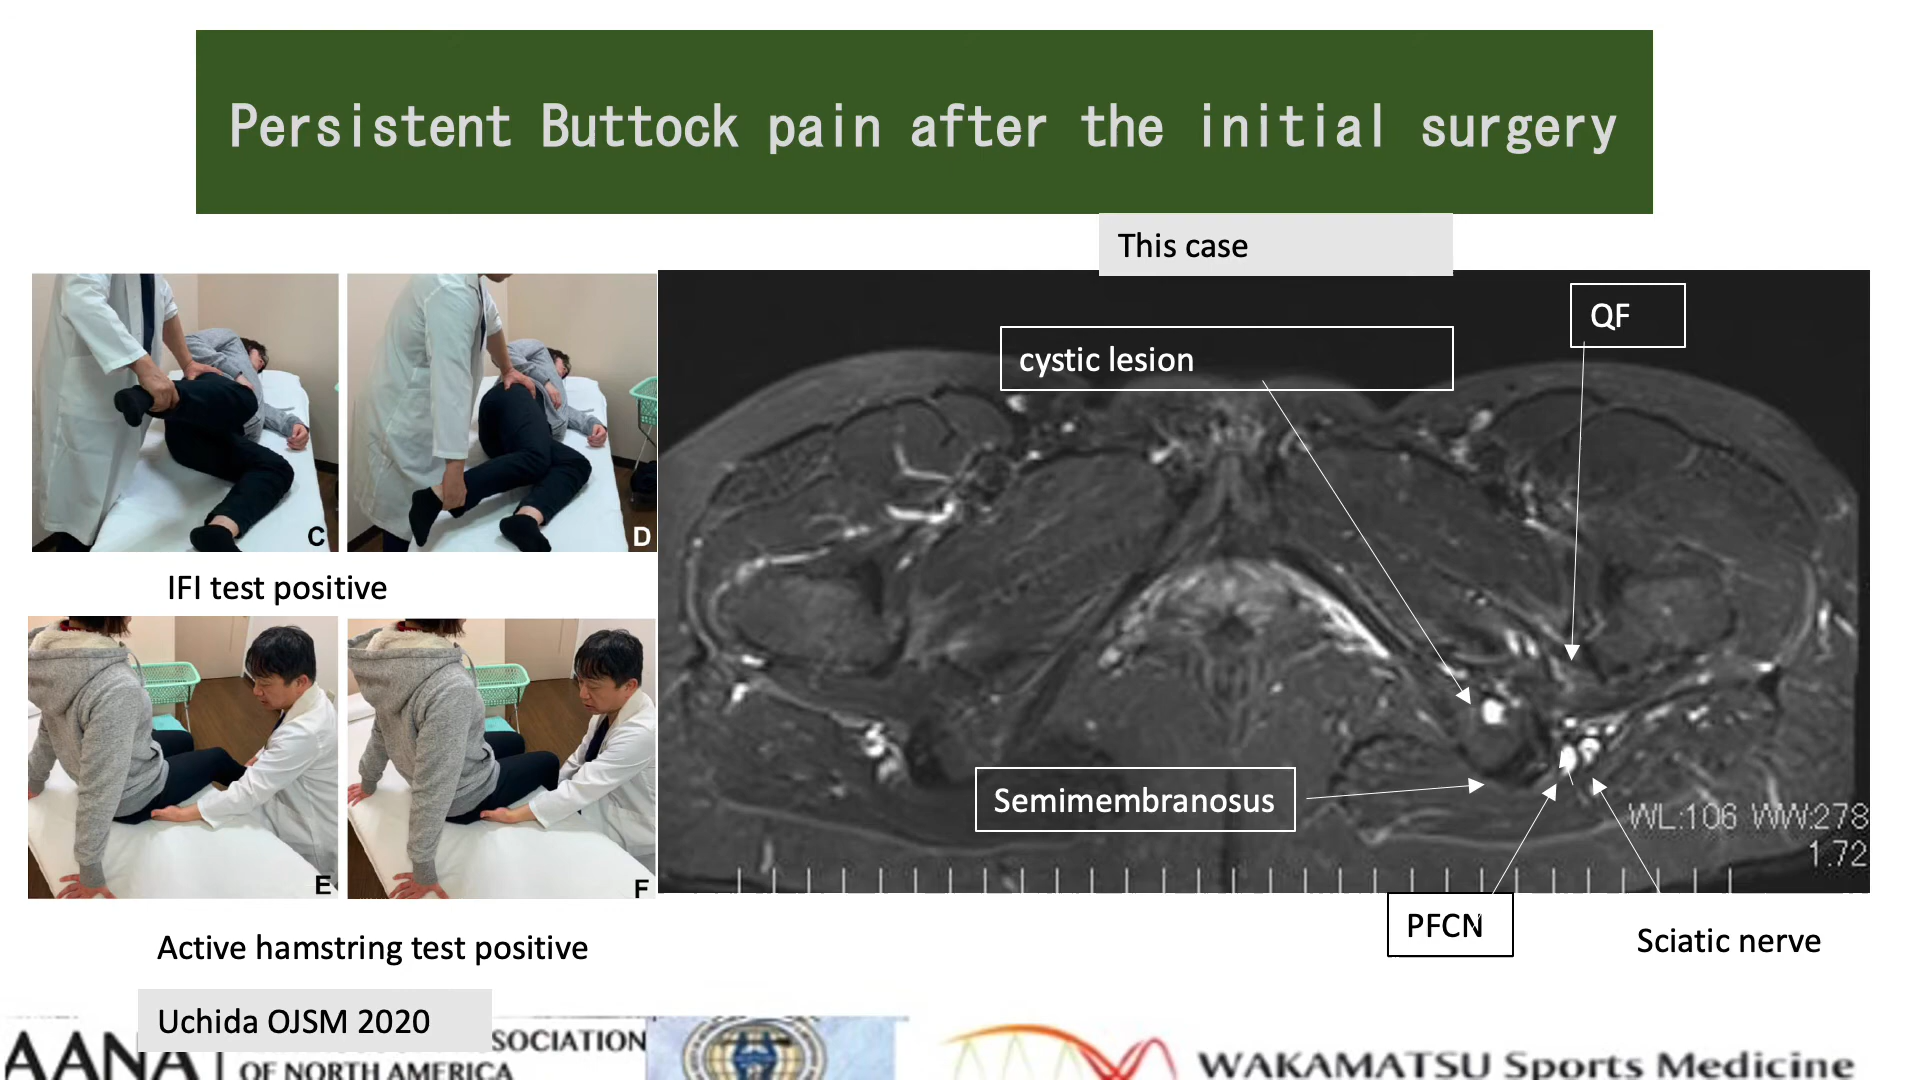 Persistent Buttock pain after the initial surgery
This case
cystic lesion
QF
C
D
IFI test positive
Semimembranosus
WL:106 WW:278
1.72
E
F
PFCN
Sciatic nerve
Active hamstring test positive
Uchida OJSM 2020
AANA
SSOCIATION
OF NORTH AMERICA
WAKAMATSU Sports Medicine